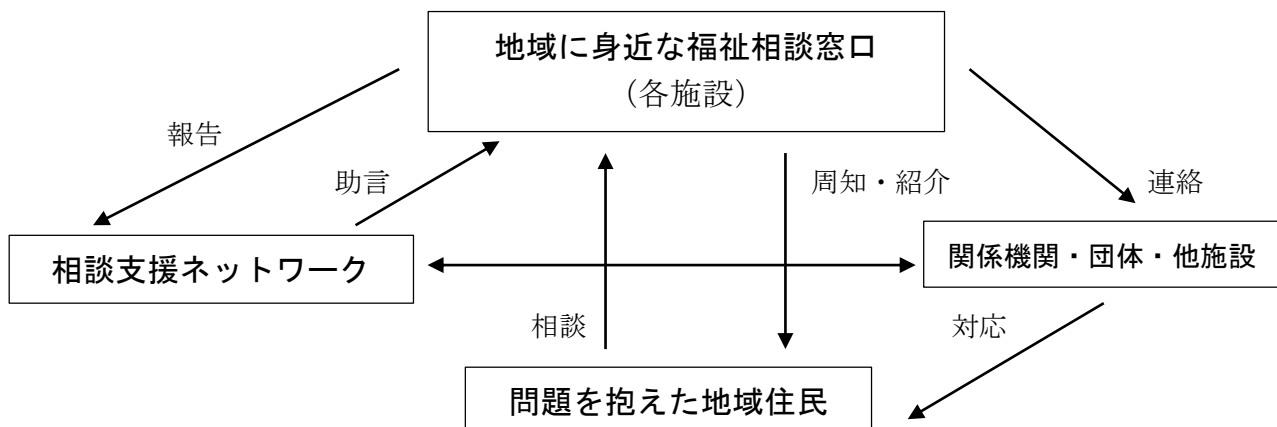 地域に身近な福祉相談窓口
（各施設）
報告
助言
周知・紹介
連絡
相談支援ネットワーク
関係機関・団体・他施設
相談
対応
問題を抱えた地域住民